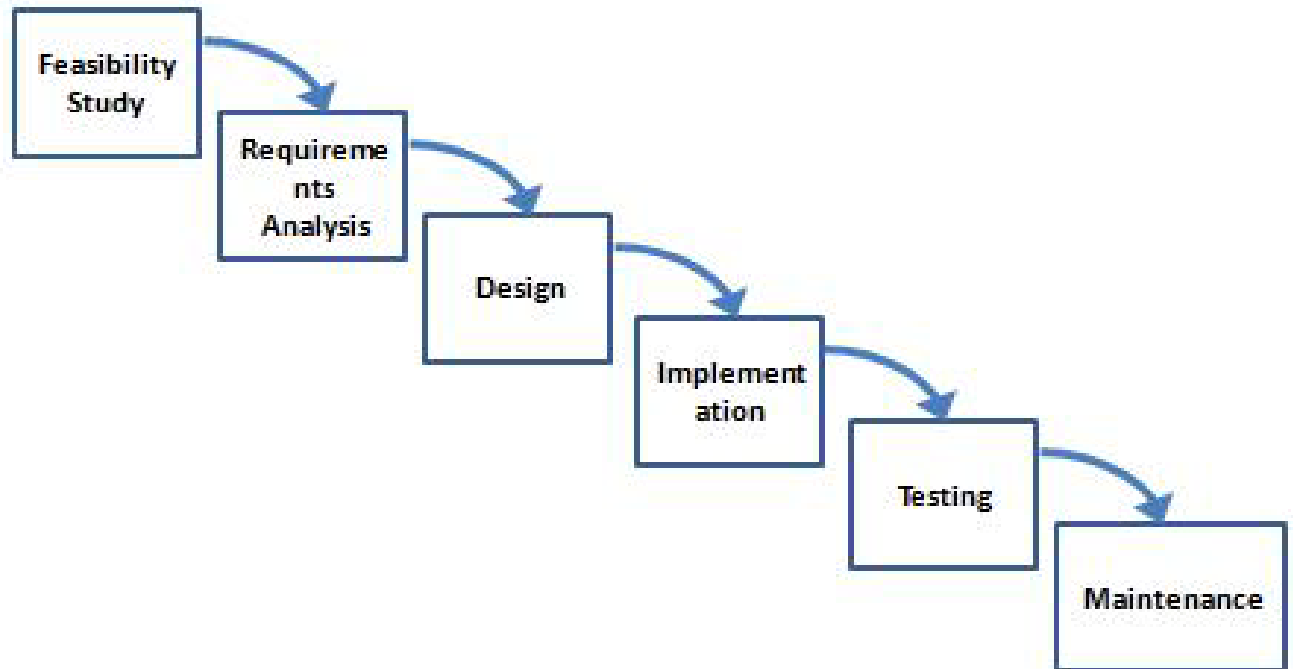 Feasibility
Study
Requireme
nts
Analysis
Design
Implement
ation
Testing
Maintenance